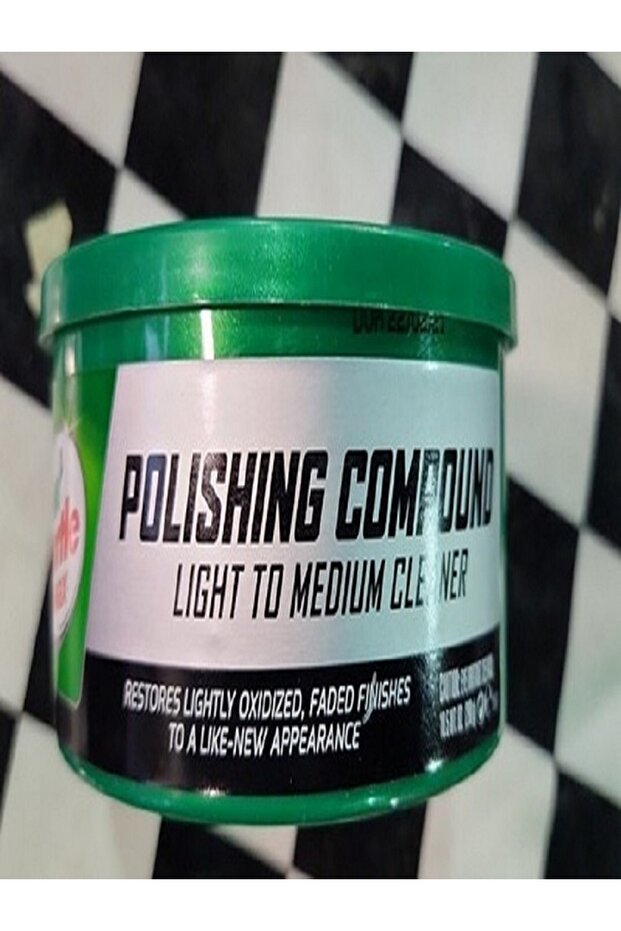 POLISHING COMPOUND
LIGHT TO MEDIUM CLEANER
RESTORES LIGHTLY OXIDIZED, FADED FINISHES
TO A LIKE-NEW APPEARANCE